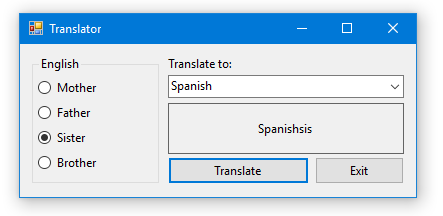 Translator
English
Mother
Father
Sister
Brother
Translate to:
Spanish
Spanishsis
Translate
Exit